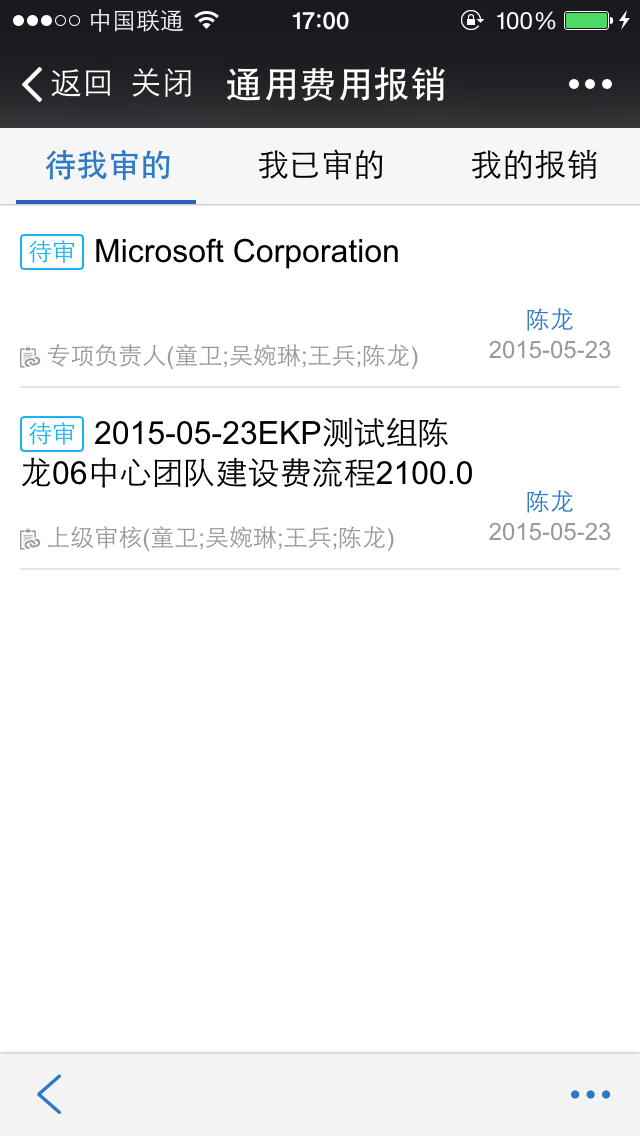 中国联通 17:00 100%
返回 关闭 通用费用报销
待我审的 我已审的 我的报销
待审 Microsoft Corporation
陈龙
专项负责人(童卫;吴婉琳;王兵;陈龙) 2015-05-23
待审 2015-05-23EKP测试组陈
龙06中心团队建设费流程2100.0
陈龙
上级审核(童卫;吴婉琳;王兵;陈龙) 2015-05-23